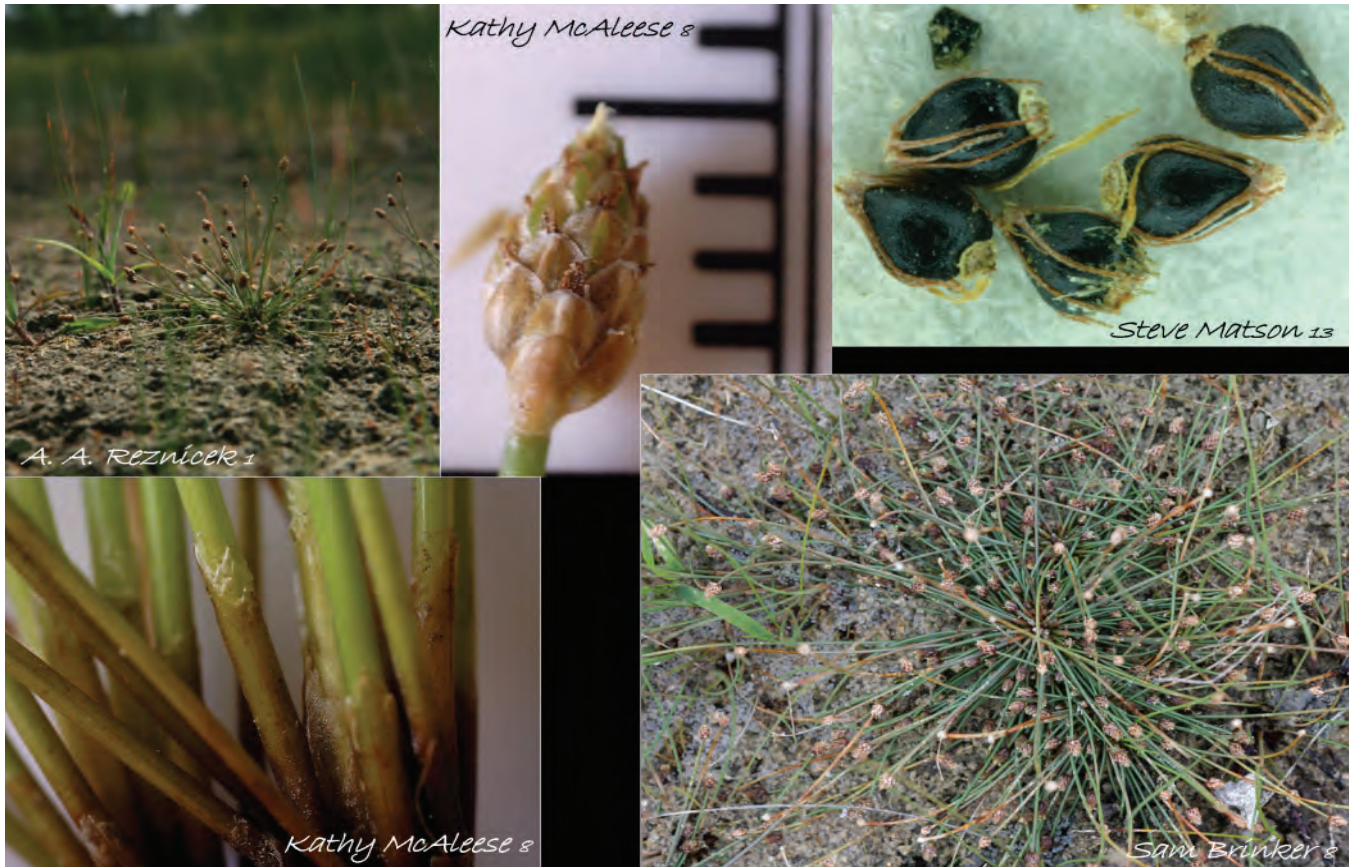 Kathy McAleese 8
A. A. Reznicek 1
Steve Matson 13
Kathy McAleese 8
Sam Brinker 8